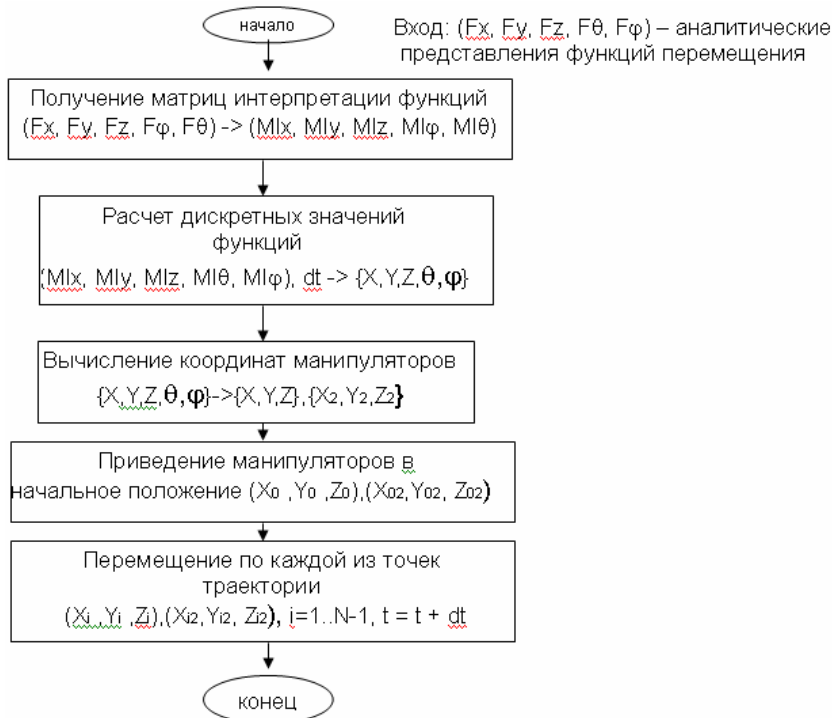 начало
Вход: (Fx, Fy, Fz, Fθ, Fφ) – аналитические
представления функций перемещения
Получение матриц интерпретации функций
(Fx, Fy, Fz, Fφ, Fθ) -> (MIx, MIy, MIz, MIφ, MIθ)
Расчет дискретных значений
функций
(MIx, MIy, MIz, MIθ, MIφ), dt -> {X,Y,Z,θ,φ}
Вычисление координат манипуляторов
{X,Y,Z,θ,φ}->{X,Y,Z},{X2,Y2,Z2}
Приведение манипуляторов в
начальное положение (X0 ,Y0 ,Z0),(X02,Y02, Z02)
Перемещение по каждой из точек
траектории
(Xi ,Yi ,Zi),(Xi2,Yi2, Zi2), i=1..N-1, t = t + dt
конец